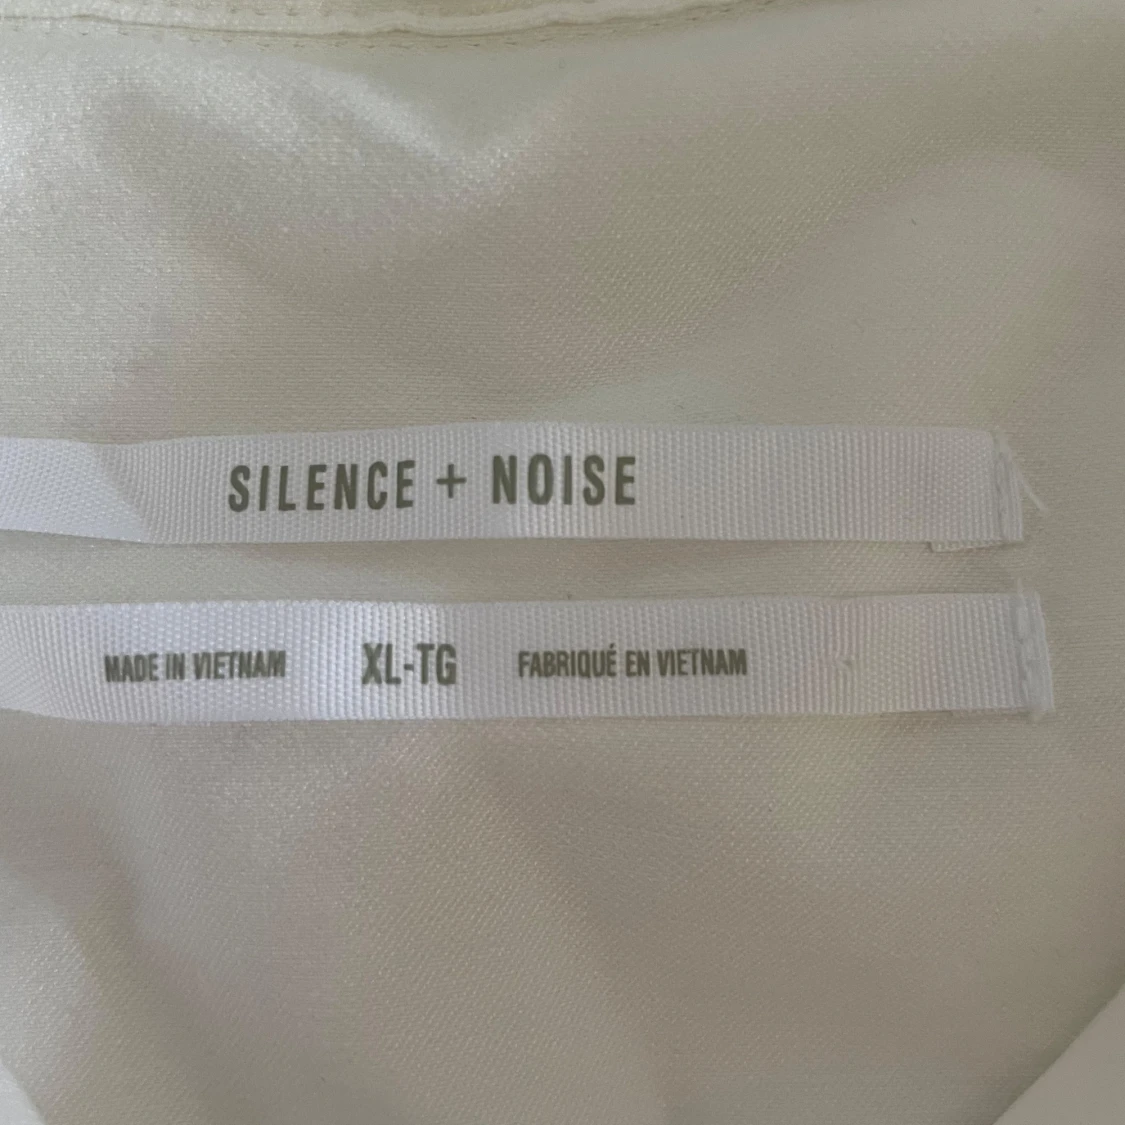 SILENCE + NOISE
MADE IN VIETNAM XL-TG FABRIQUÉ EN VIETNAM